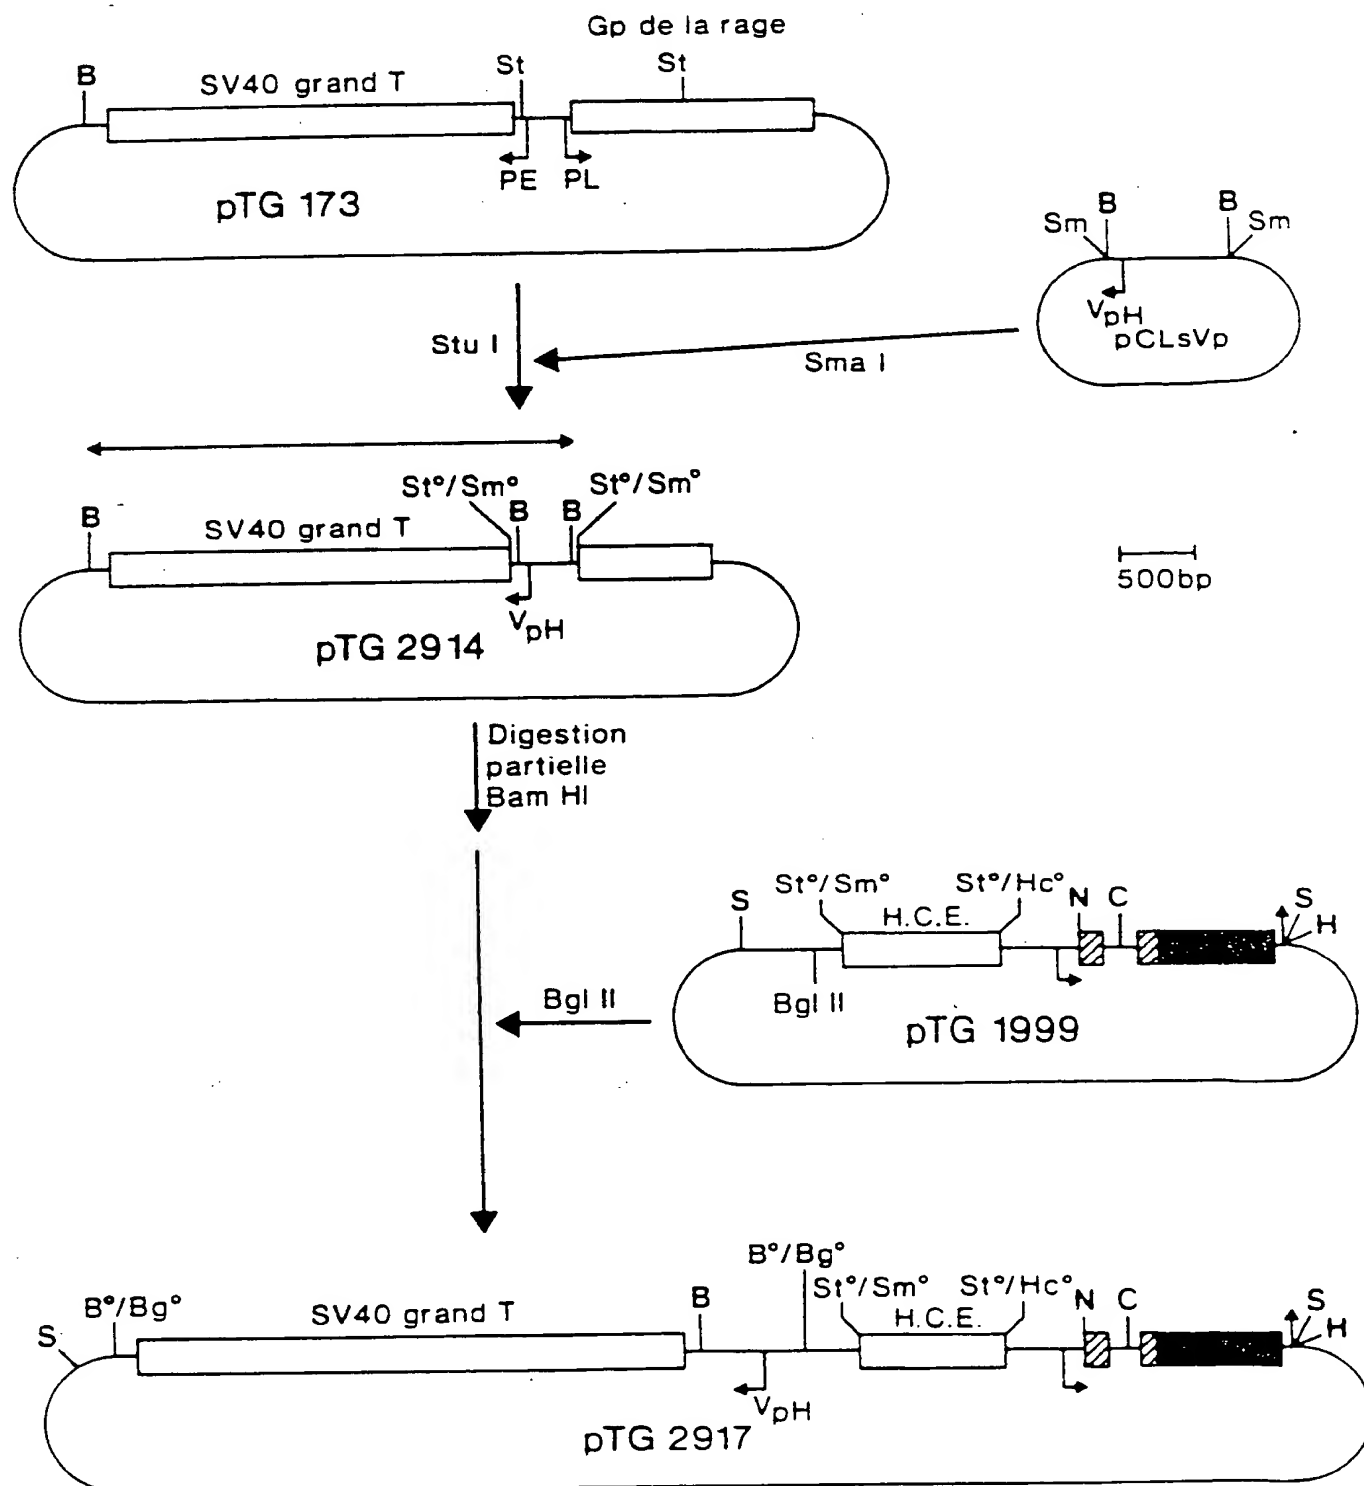 Gp de la rage
B
SV40 grand T
St
St
PE
PL
pTG 173
B
B
Sm
Sm
VpH
pCLsVp
Stu I
Sma I
St°/Sm°
St°/Sm°
B
SV40 grand T
B
B
VpH
pTG 2914
500bp
Digestion
partielle
Bam HI
S
St°/Sm°
H.C.E.
St°/Hc°
N
C
S
H
Bgl II
Bgl II
pTG 1999
S
B°/Bg°
SV40 grand T
B
B°/Bg°
St°/Sm°
H.C.E.
St°/Hc°
N
C
S
H
VpH
pTG 2917